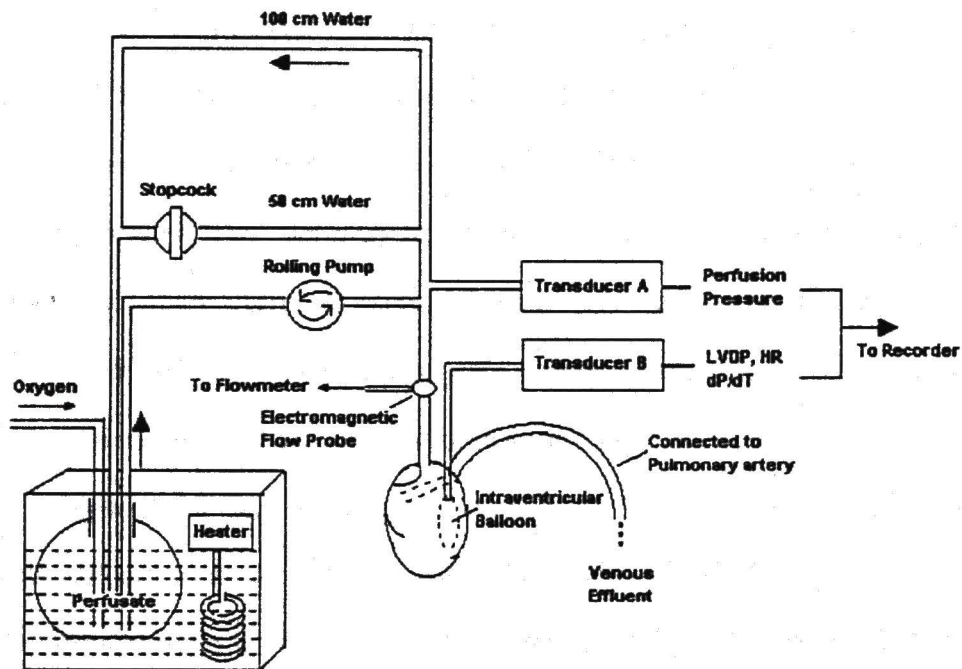 100 cm Water
Stopcock
50 cm Water
Rolling Pump
Transducer A
Perfusion
Pressure
Transducer B
LVDP, HR
dP/dT
To Recorder
Oxygen
To Flowmeter
Electromagnetic
Flow Probe
Connected to
Pulmonary artery
Intraventricular
Balloon
Heater
Perfusate
Venous
Effluent